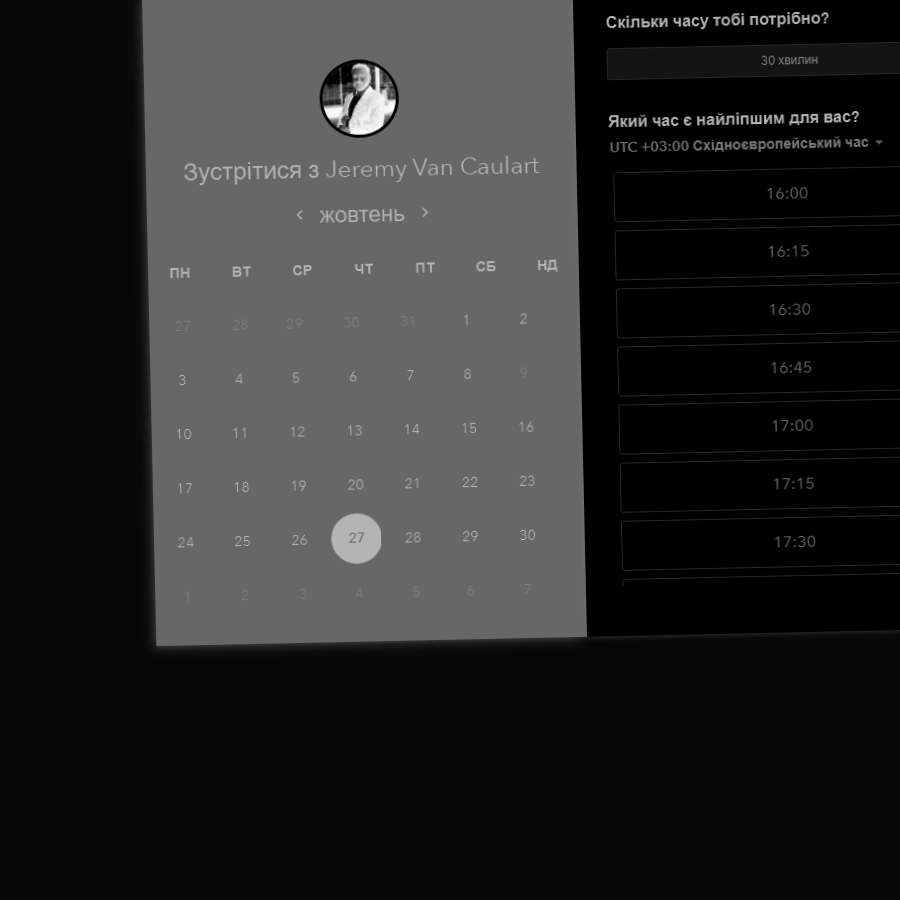 Зустрітися з Jeremy Van Caulart
жовтень
ПН ВТ СР ЧТ ПТ СБ НД
27 28 29 30 31 1 2
3 4 5 6 7 8 9
10 11 12 13 14 15 16
17 18 19 20 21 22 23
24 25 26 27 28 29 30
1 2 3 4 5 6 7
Скільки часу тобі потрібно?
30 хвилин
Який час є найліпшим для вас?
UTC +03:00 Східноєвропейський час
16:00
16:15
16:30
16:45
17:00
17:15
17:30